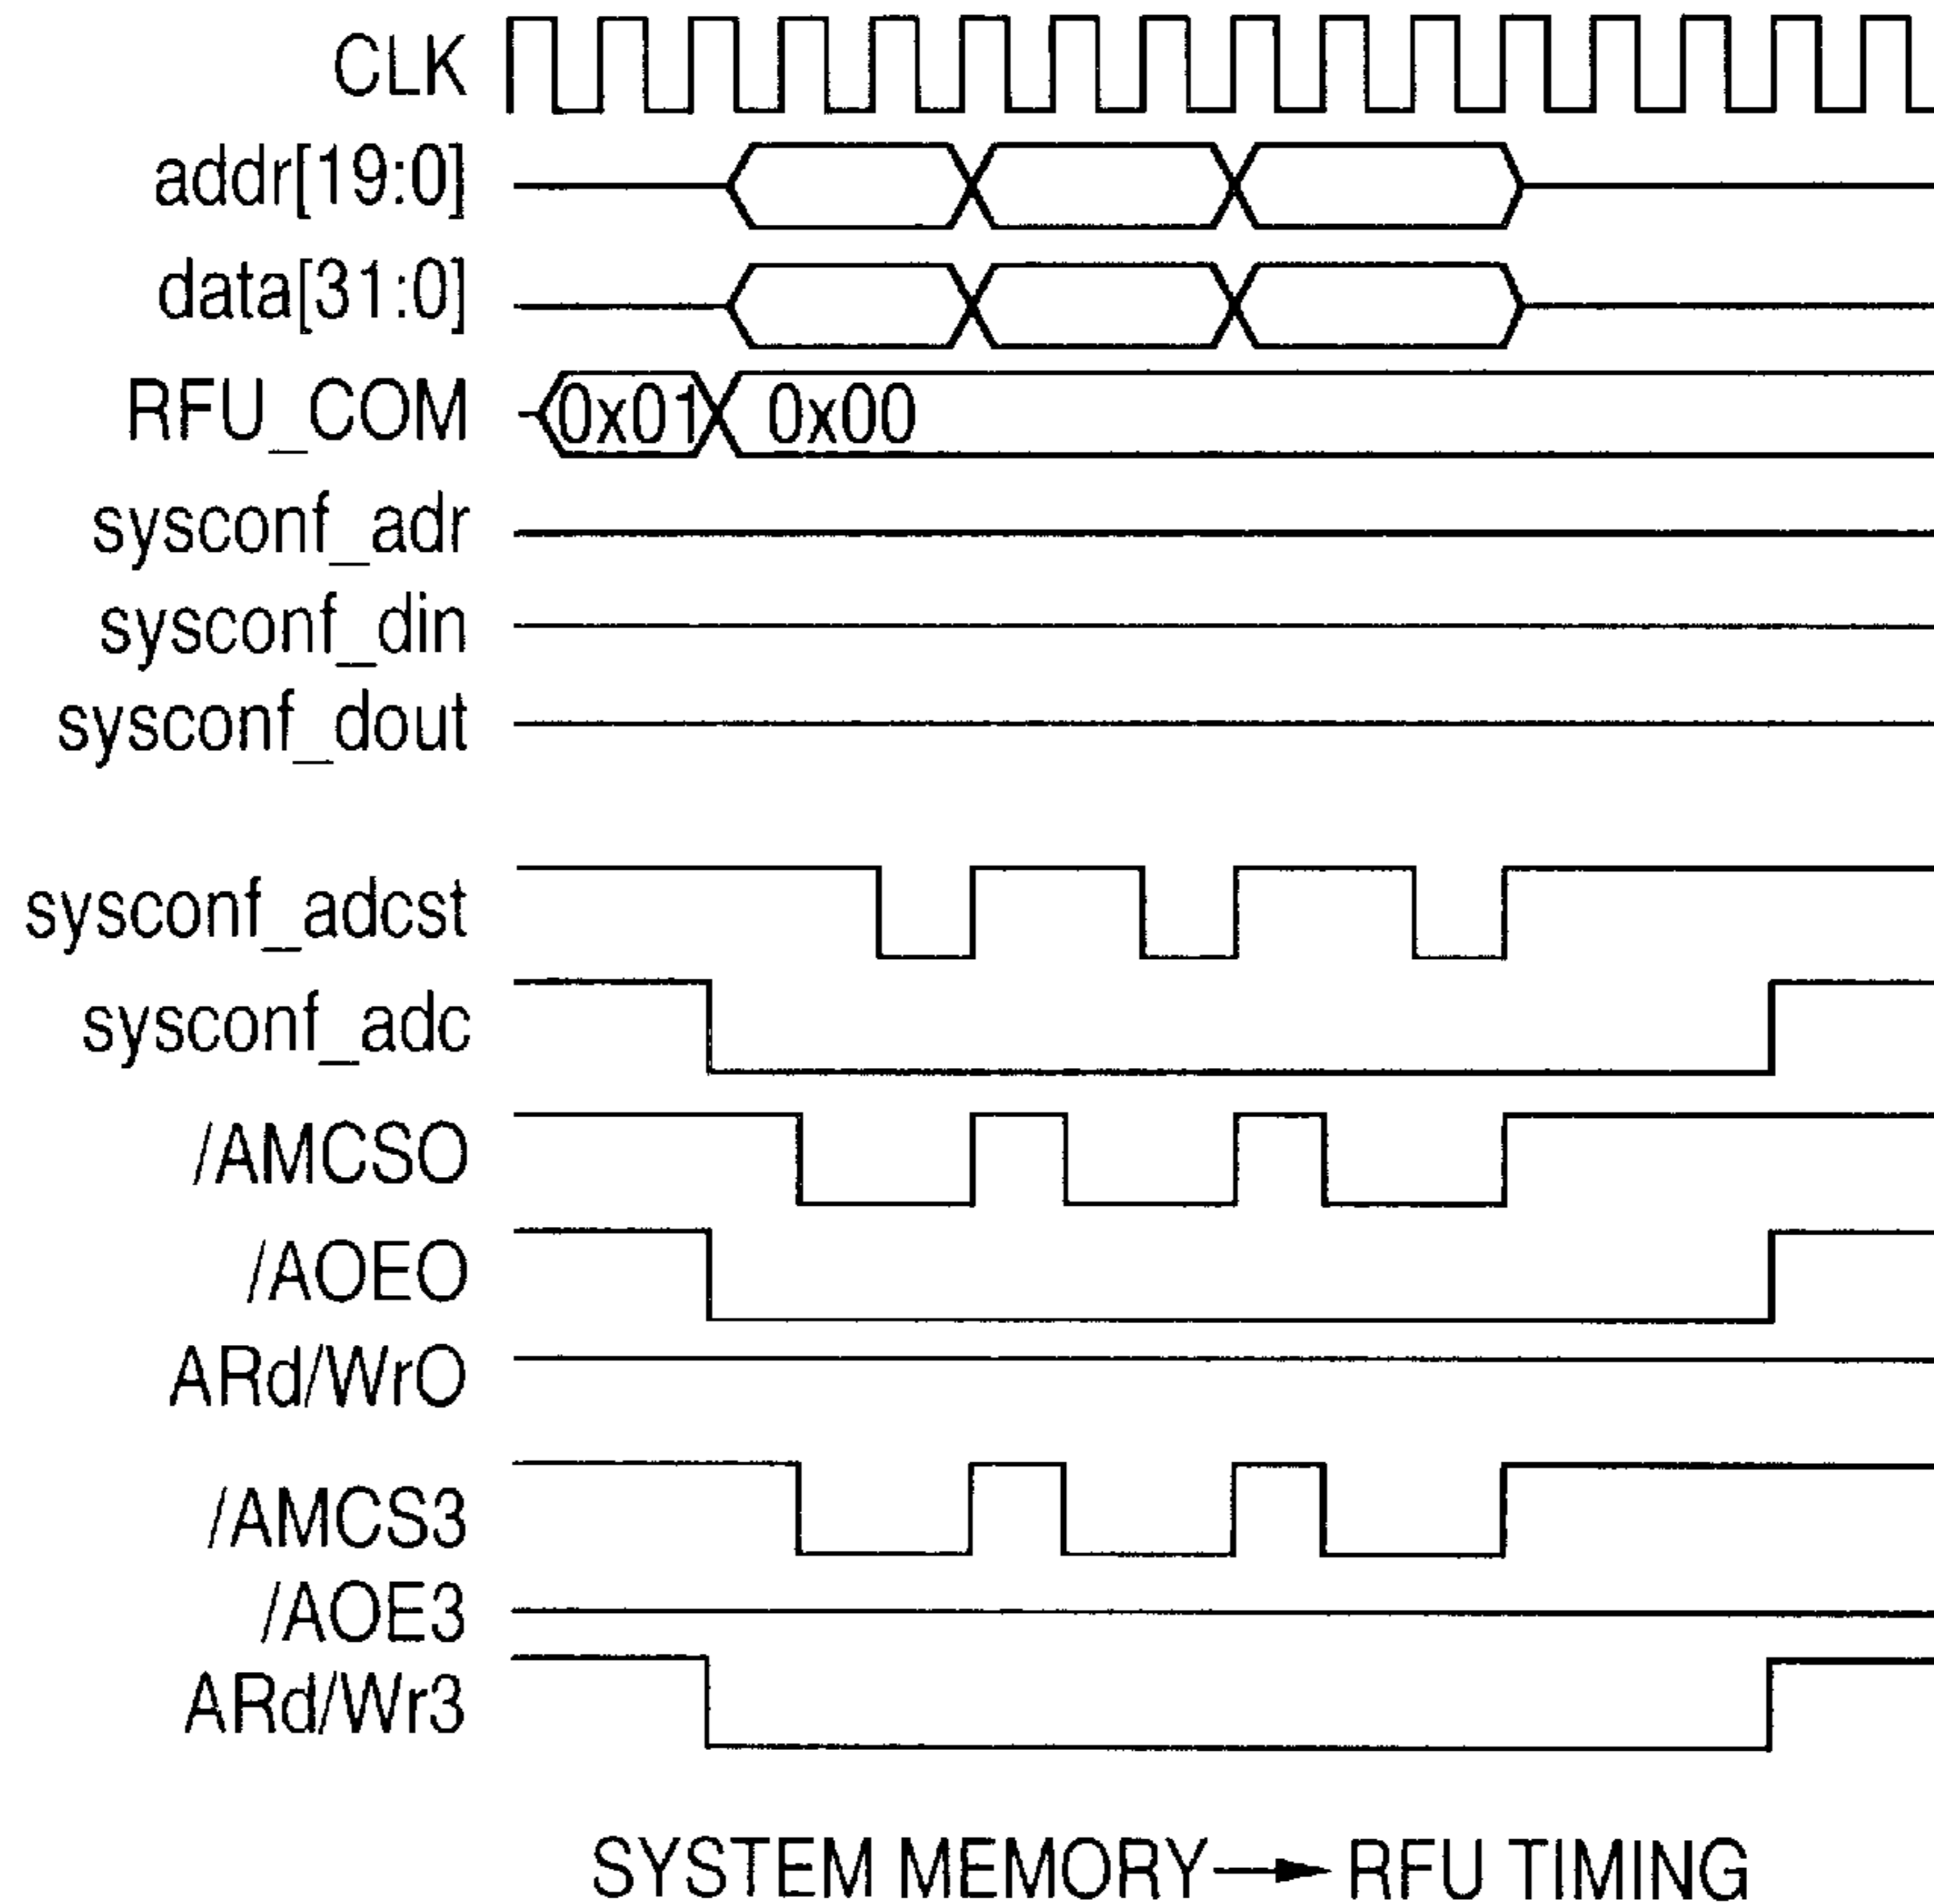 CLK
addr[19:0]
data[31:0]
RFU_COM 0x01 0x00
sysconf_adr
sysconf_din
sysconf_dout
sysconf_adcst
sysconf_adc
/AMCSO
/AOEO
ARd/WrO
/AMCS3
/AOE3
ARd/Wr3
SYSTEM MEMORY → RFU TIMING